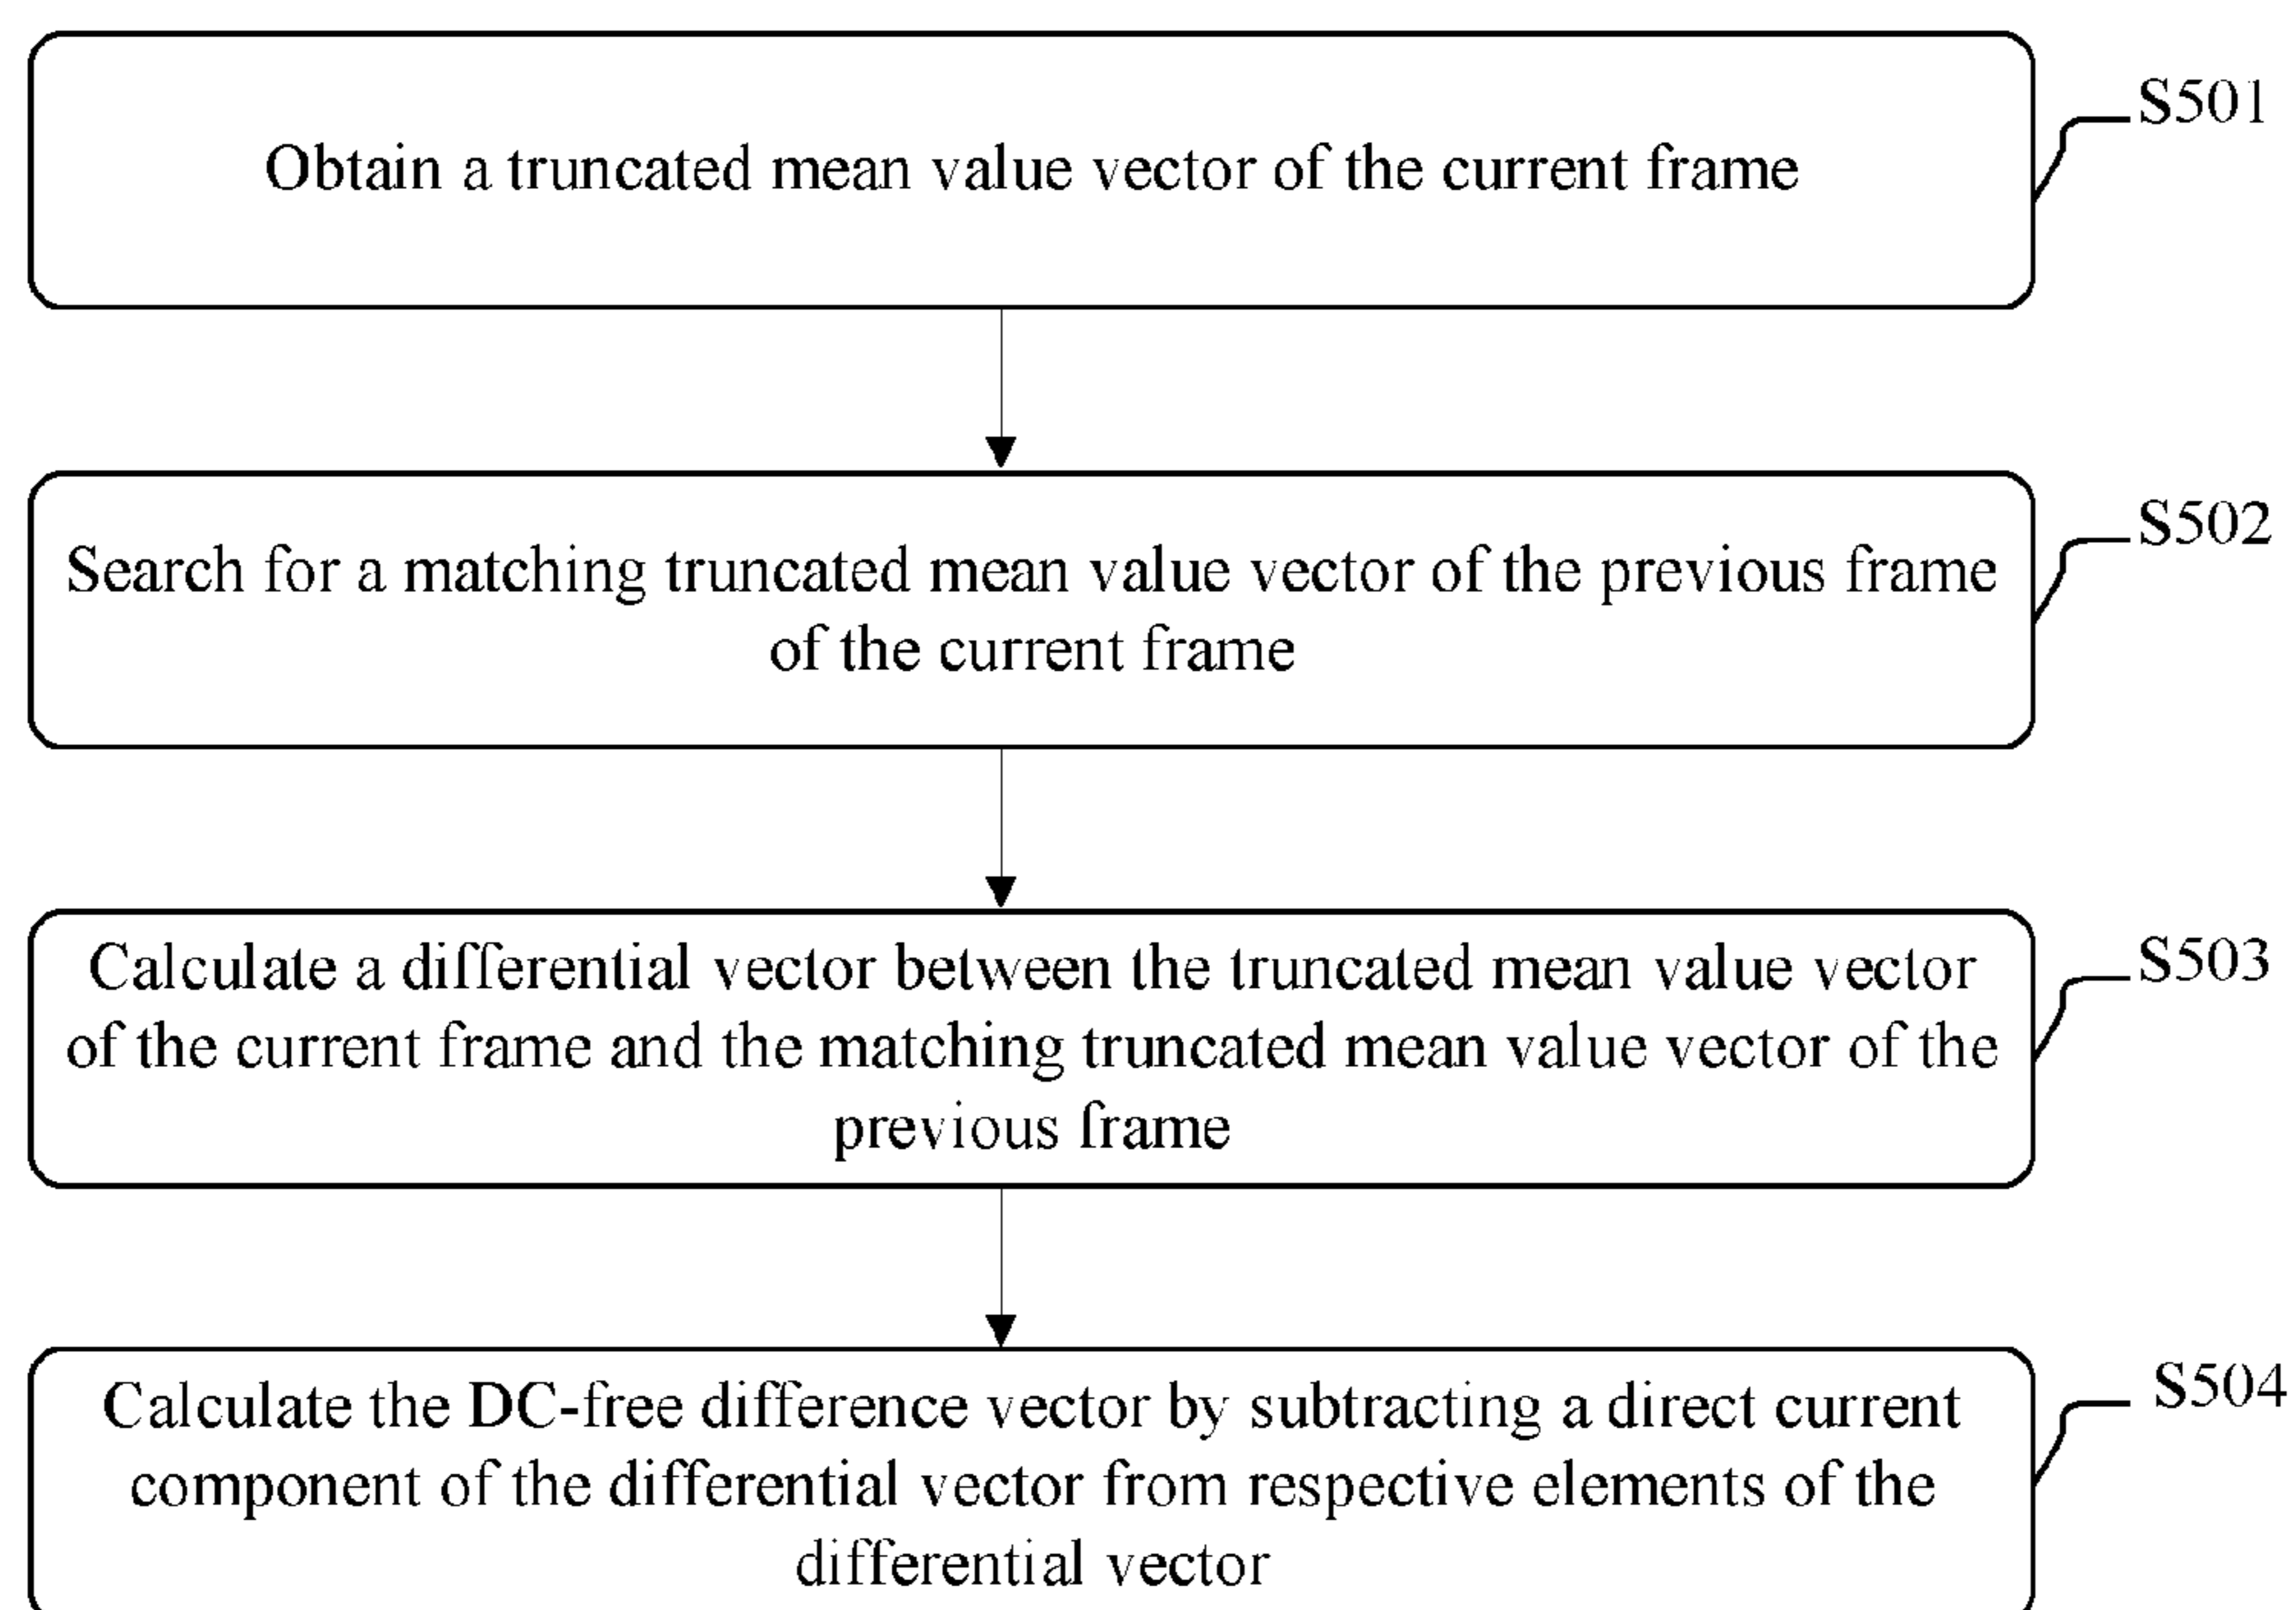 Obtain a truncated mean value vector of the current frame
S501
Search for a matching truncated mean value vector of the previous frame
of the current frame
S502
Calculate a differential vector between the truncated mean value vector
of the current frame and the matching truncated mean value vector of the
previous frame
S503
Calculate the DC-free difference vector by subtracting a direct current
component of the differential vector from respective elements of the
differential vector
S504